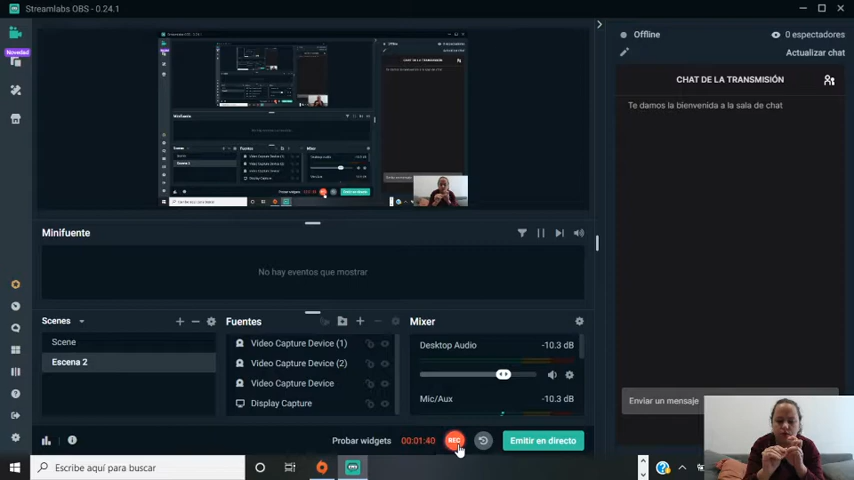 Streamlabs OBS - 0.24.1
Offline
0 espectadores
Novedad
Actualizar chat
CHAT DE LA TRANSMISIÓN
Te damos la bienvenida a la sala de chat
Minifuente
No hay eventos que mostrar
Scenes
Fuentes
Mixer
Scene
Escena 2
Video Capture Device (1)
Video Capture Device (2)
Video Capture Device
Display Capture
Desktop Audio -10.3 dB
Mic/Aux -10.3 dB
Enviar un mensaje
Probar widgets 00:01:40 REC Emitir en directo
Escribe aquí para buscar